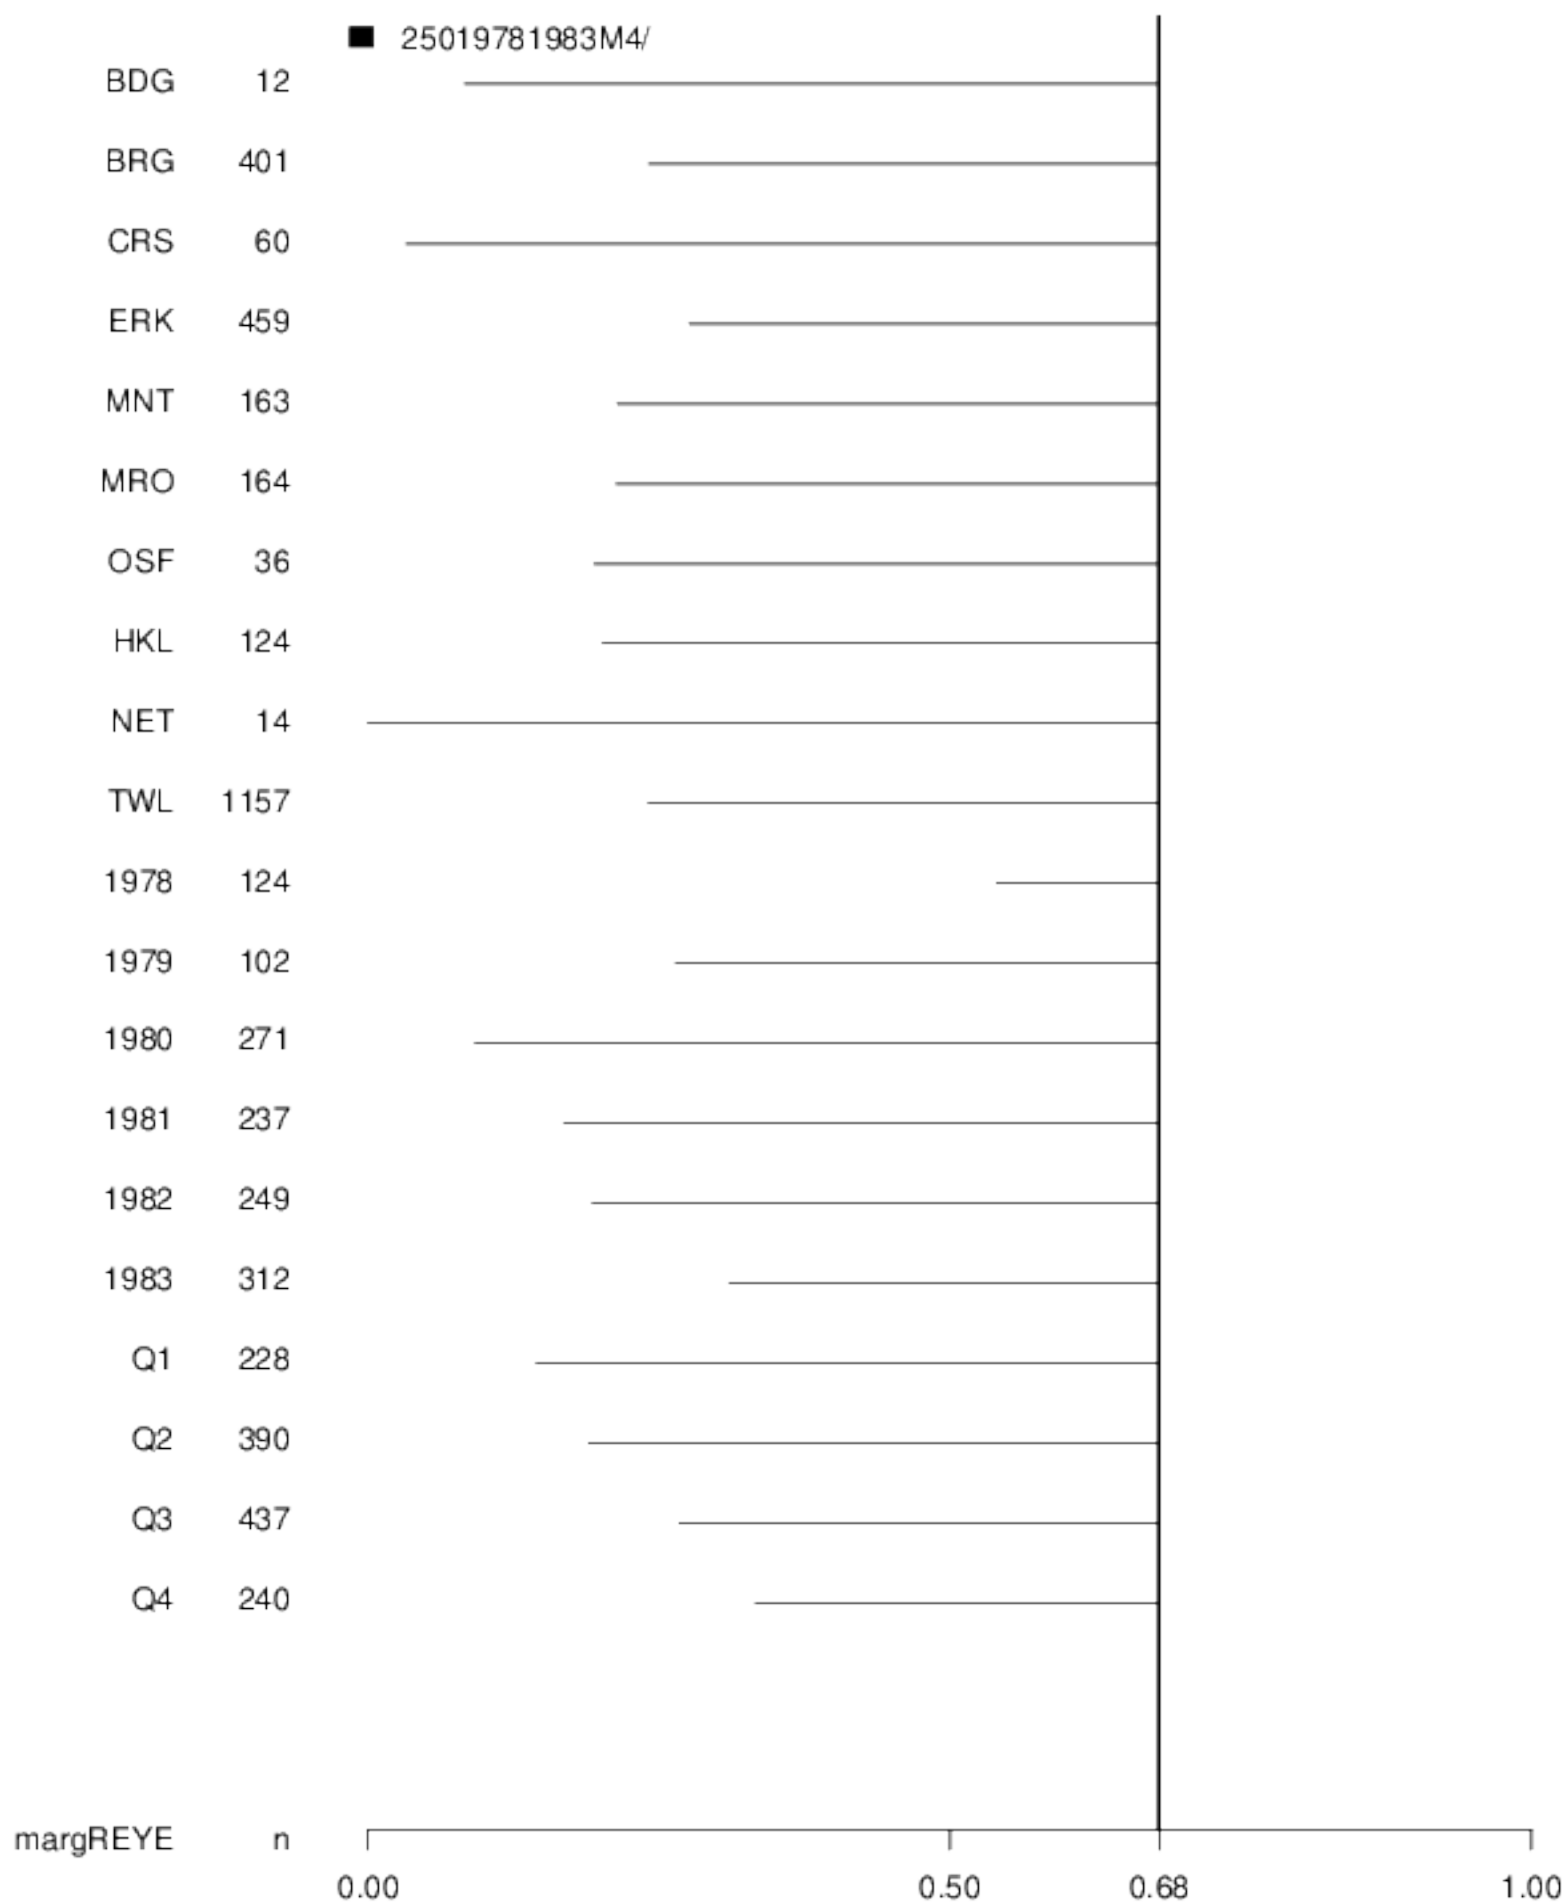 25019781983M4/
BDG 12
BRG 401
CRS 60
ERK 459
MNT 163
MRO 164
OSF 36
HKL 124
NET 14
TWL 1157
1978 124
1979 102
1980 271
1981 237
1982 249
1983 312
Q1 228
Q2 390
Q3 437
Q4 240
margREYE n
0.00 0.50 0.68 1.00